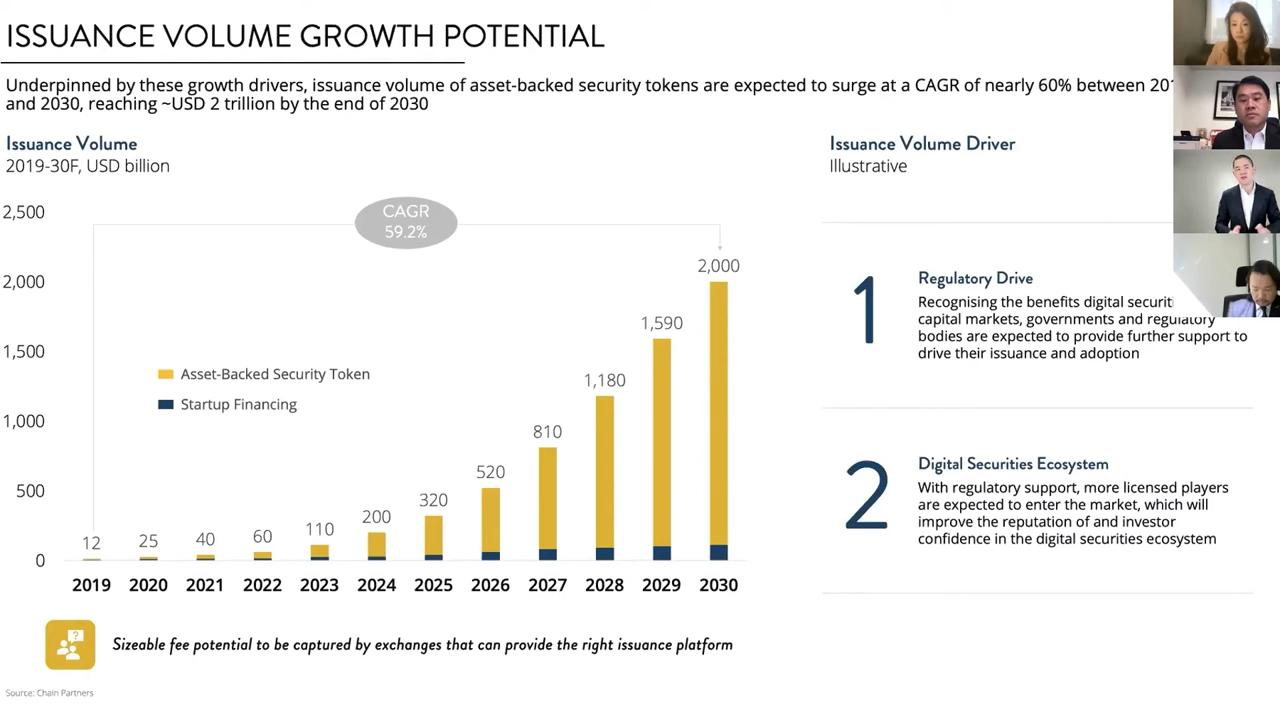 ISSUANCE VOLUME GROWTH POTENTIAL
Underpinned by these growth drivers, issuance volume of asset-backed security tokens are expected to surge at a CAGR of nearly 60% between
and 2030, reaching ~USD 2 trillion by the end of 2030
Issuance Volume
2019-30F, USD billion
2,500
2,000
1,500
1,000
500
0
CAGR
59.2%
Asset-Backed Security Token
Startup Financing
12
25
40
60
110
200
320
520
810
1,180
1,590
2,000
2019
2020
2021
2022
2023
2024
2025
2026
2027
2028
2029
2030
Issuance Volume Driver
Illustrative
1
Regulatory Drive
Recognising the benefits digital
capital markets, governments and regulatory
bodies are expected to provide further support to
drive their issuance and adoption
2
Digital Securities Ecosystem
With regulatory support, more licensed players
are expected to enter the market, which will
improve the reputation of and investor
confidence in the digital securities ecosystem
?
Sizeable fee potential to be captured by exchanges that can provide the right issuance platform
Source: Chain Partners